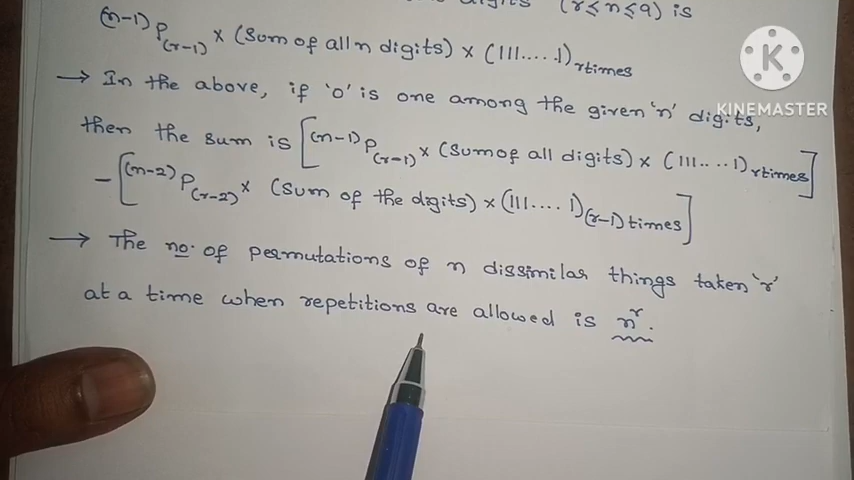 digits (r≤n≤9) is
(n-1)P(r-1) × (Sum of all n digits) × (111.....1) r times
→ In the above, if '0' is one among the given 'n' digits,
then the sum is [(n-1)P(r-1) × (Sum of all digits) × (111....1) r times]
- [(n-2)P(r-2) × (Sum of the digits) × (111.... 1)(r-1) times]
→ The no. of permutations of n dissimilar things taken 'r'
at a time when repetitions are allowed is n^r.
KINEMASTER